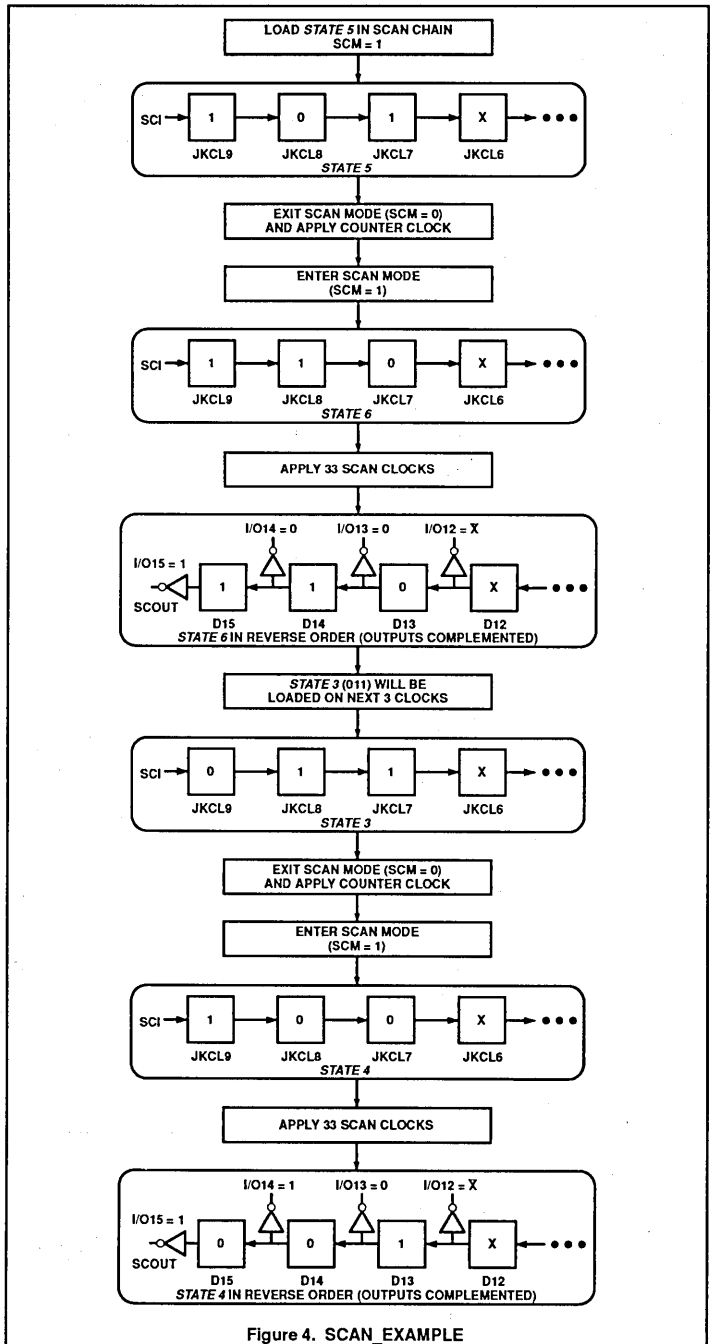 LOAD STATE 5 IN SCAN CHAIN
SCM = 1
SCI 1 0 1 X
JKCL9 JKCL8 JKCL7 JKCL6
STATE 5
EXIT SCAN MODE (SCM = 0)
AND APPLY COUNTER CLOCK
ENTER SCAN MODE
(SCM = 1)
SCI 1 1 0 X
JKCL9 JKCL8 JKCL7 JKCL6
STATE 6
APPLY 33 SCAN CLOCKS
I/O14 = 0 I/O13 = 0 I/O12 = X̅
I/O15 = 1
1 1 0 X
SCOUT
D15 D14 D13 D12
STATE 6 IN REVERSE ORDER (OUTPUTS COMPLEMENTED)
STATE 3 (011) WILL BE
LOADED ON NEXT 3 CLOCKS
SCI 0 1 1 X
JKCL9 JKCL8 JKCL7 JKCL6
STATE 3
EXIT SCAN MODE (SCM = 0)
AND APPLY COUNTER CLOCK
ENTER SCAN MODE
(SCM = 1)
SCI 1 0 0 X
JKCL9 JKCL8 JKCL7 JKCL6
STATE 4
APPLY 33 SCAN CLOCKS
I/O14 = 1 I/O13 = 0 I/O12 = X̅
I/O15 = 1
0 0 1 X
SCOUT
D15 D14 D13 D12
STATE 4 IN REVERSE ORDER (OUTPUTS COMPLEMENTED)
Figure 4. SCAN_EXAMPLE